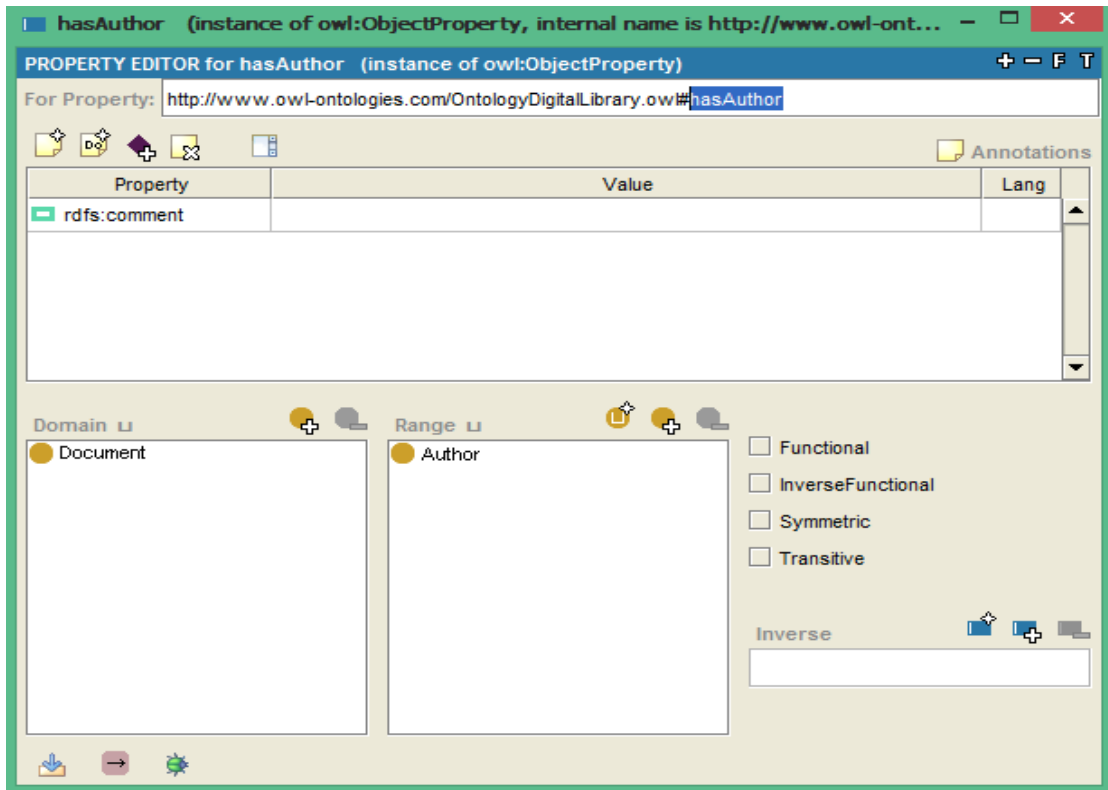 hasAuthor (instance of owl:ObjectProperty, internal name is http://www.owl-ont...
PROPERTY EDITOR for hasAuthor (instance of owl:ObjectProperty)
F T
For Property: http://www.owl-ontologies.com/OntologyDigitalLibrary.owl#hasAuthor
Annotations
Property Value Lang
rdfs:comment
Domain ⊔ Range ⊔
Document Author
Functional
InverseFunctional
Symmetric
Transitive
Inverse